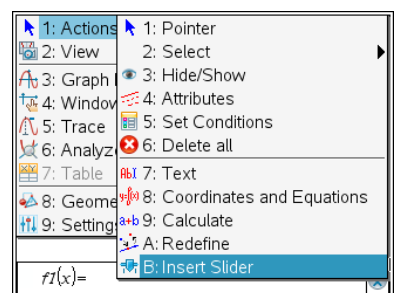 1: Actions
2: View
3: Graph
4: Window
5: Trace
6: Analyz
7: Table
8: Geome
9: Setting
1: Pointer
2: Select
3: Hide/Show
4: Attributes
5: Set Conditions
6: Delete all
7: Text
8: Coordinates and Equations
9: Calculate
A: Redefine
B: Insert Slider
f1(x)=